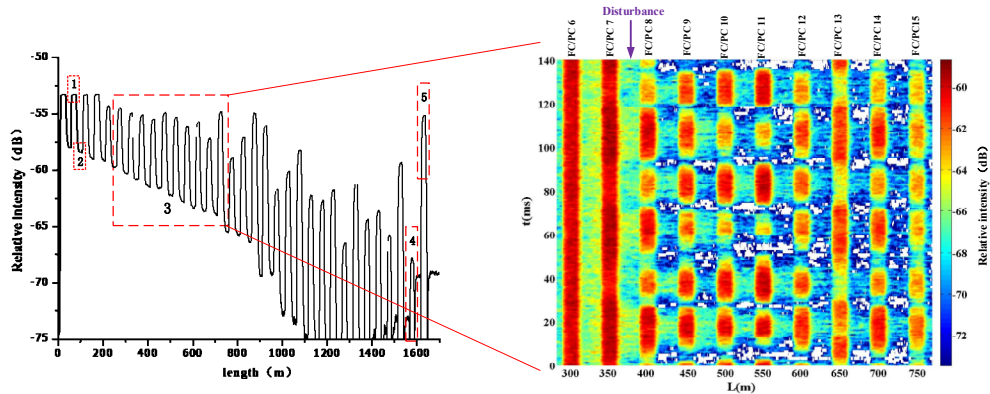 Disturbance
FC/PC 6
FC/PC 7
FC/PC 8
FC/PC 9
FC/PC 10
FC/PC 11
FC/PC 12
FC/PC 13
FC/PC 14
FC/PC15
-50
-55
-60
-65
-70
-75
Relative intensity (dB)
1
2
3
4
5
0 200 400 600 800 1000 1200 1400 1600
length (m)
140
120
100
80
60
40
20
0
t(ms)
300 350 400 450 500 550 600 650 700 750
L(m)
-60
-62
-64
-66
-68
-70
-72
Relative intensity (dB)